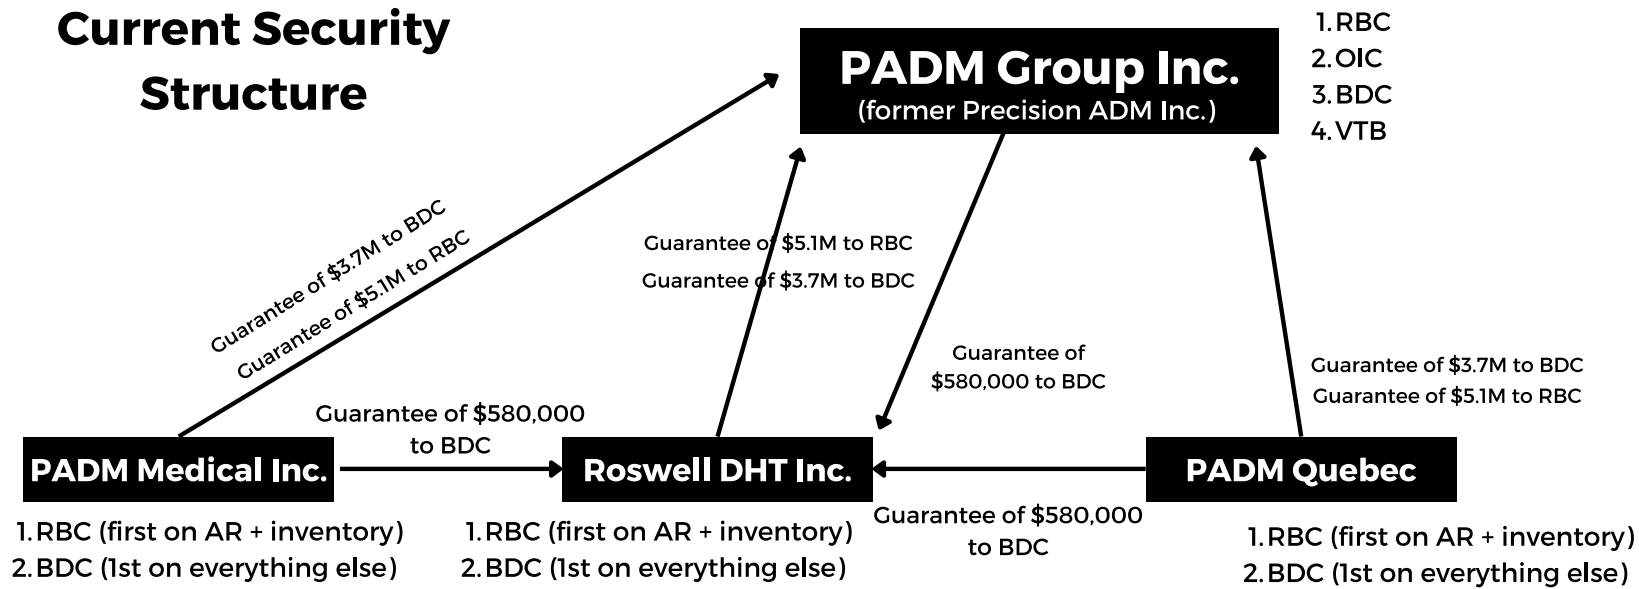 Current Security
Structure
PADM Group Inc.
(former Precision ADM Inc.)
1. RBC
2. OIC
3. BDC
4. VTB
Guarantee of $3.7M to BDC
Guarantee of $5.1M to RBC
Guarantee of $5.1M to RBC
Guarantee of $3.7M to BDC
Guarantee of
$580,000 to BDC
Guarantee of $3.7M to BDC
Guarantee of $5.1M to RBC
Guarantee of $580,000
to BDC
PADM Medical Inc.
Roswell DHT Inc.
PADM Quebec
Guarantee of $580,000
to BDC
1. RBC (first on AR + inventory)
2. BDC (1st on everything else)
1. RBC (first on AR + inventory)
2. BDC (1st on everything else)
1. RBC (first on AR + inventory)
2. BDC (1st on everything else)